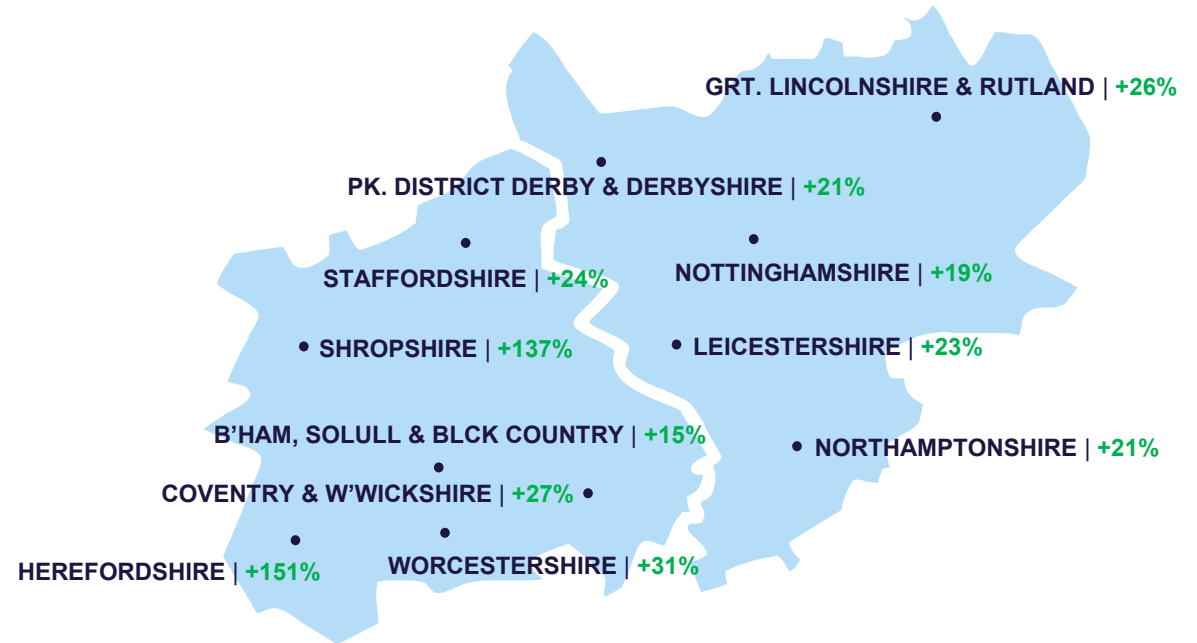 GRT. LINCOLNSHIRE & RUTLAND | +26%
PK. DISTRICT DERBY & DERBYSHIRE | +21%
STAFFORDSHIRE | +24%
NOTTINGHAMSHIRE | +19%
SHROPSHIRE | +137%
LEICESTERSHIRE | +23%
B’HAM, SOLULL & BLCK COUNTRY | +15%
NORTHAMPTONSHIRE | +21%
COVENTRY & W’WICKSHIRE | +27%
HEREFORDSHIRE | +151%
WORCESTERSHIRE | +31%